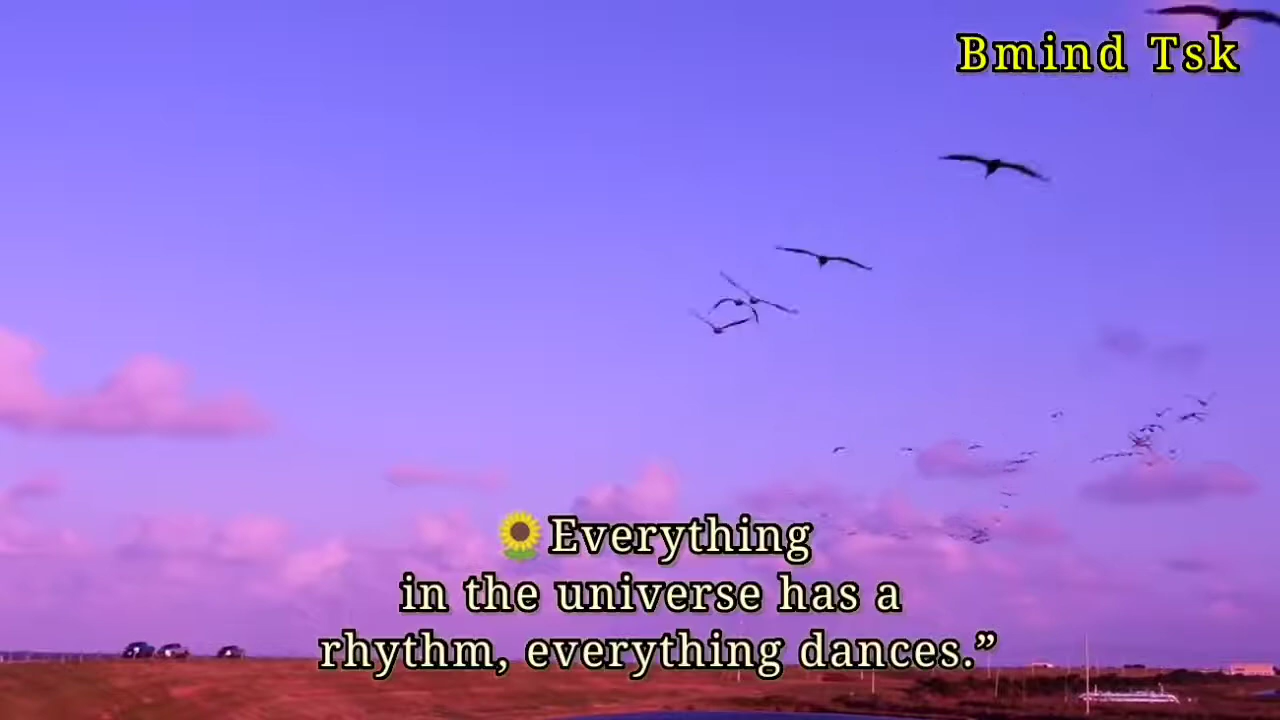 Bmind Tsk
🌻Everything
in the universe has a
rhythm, everything dances.”